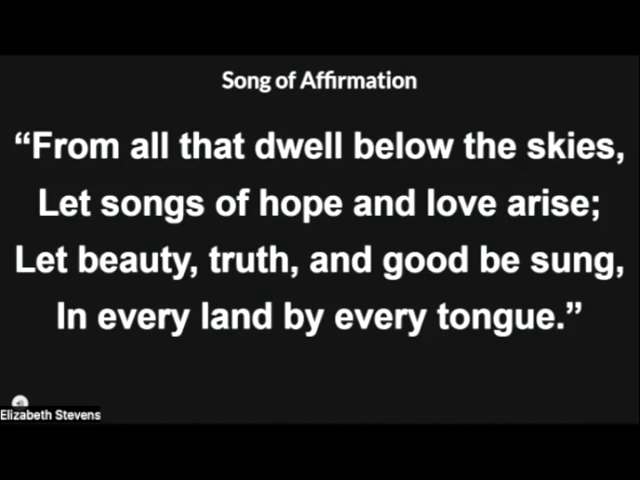 Song of Affirmation
“From all that dwell below the skies,
Let songs of hope and love arise;
Let beauty, truth, and good be sung,
In every land by every tongue.”
Elizabeth Stevens